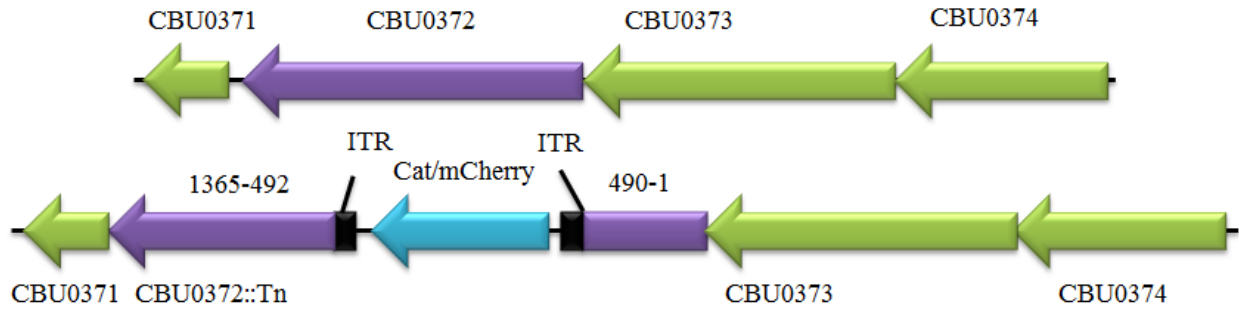 CBU0371 CBU0372 CBU0373 CBU0374
ITR ITR
Cat/mCherry
1365-492 490-1
CBU0371 CBU0372::Tn CBU0373 CBU0374